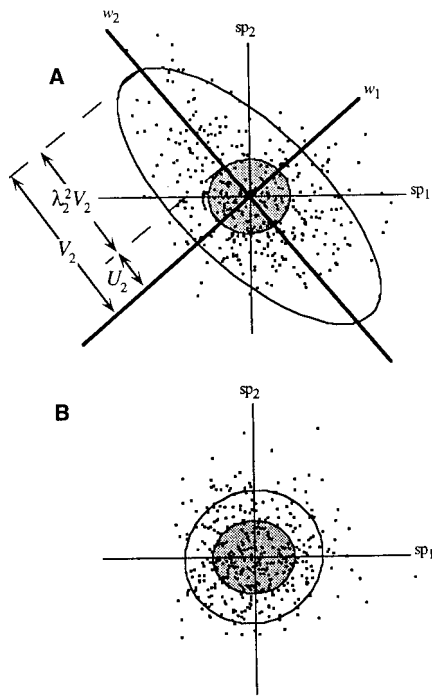 w₂
sp₂
A
w₁
sp₁
λ₂²V₂
V₂
U₂
sp₂
B
sp₁